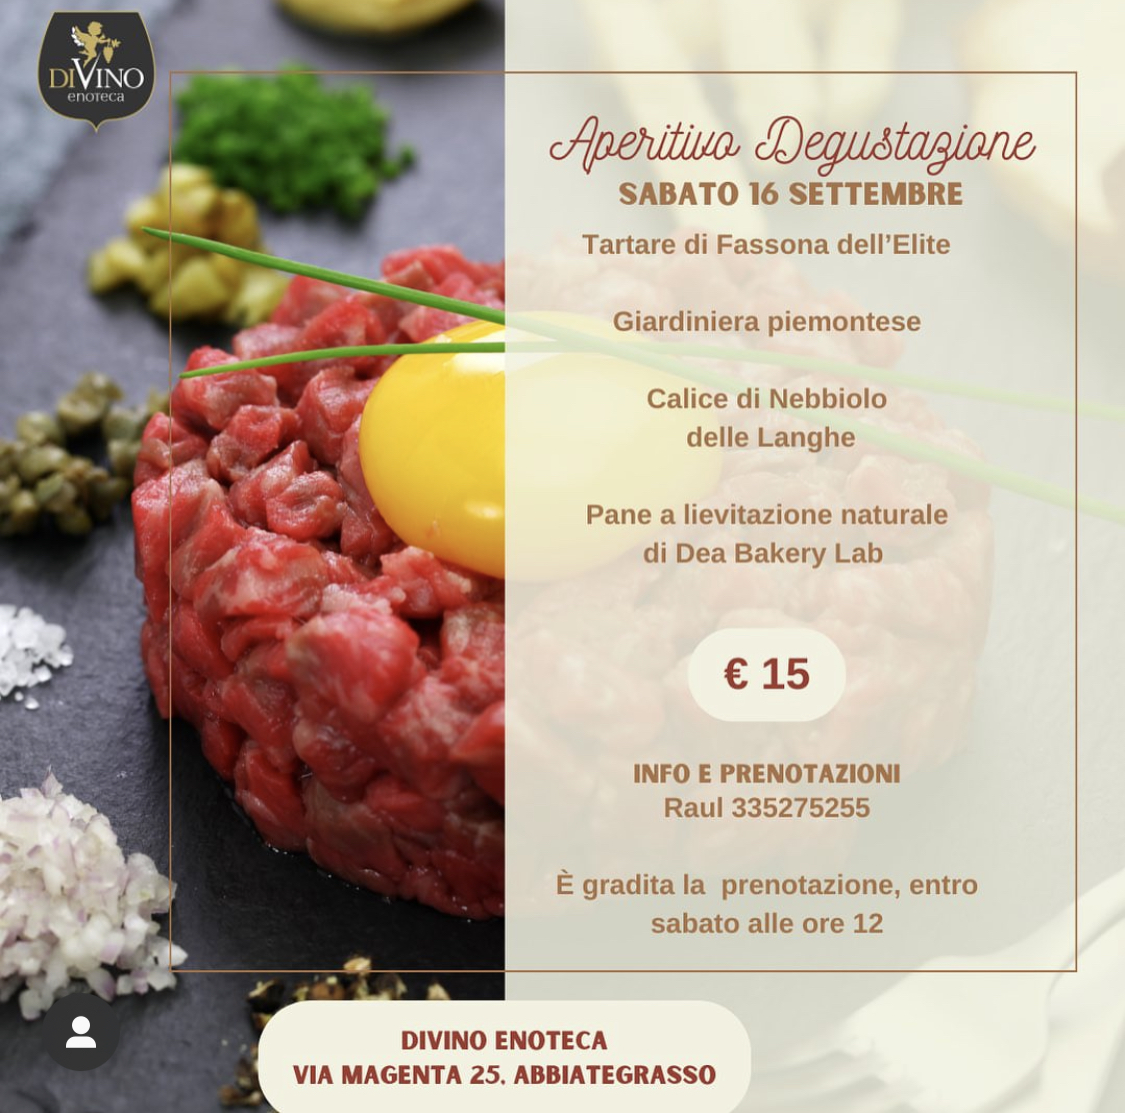 DIVINO
enoteca
Aperitivo Degustazione
SABATO 16 SETTEMBRE
Tartare di Fassona dell'Elite
Giardiniera piemontese
Calice di Nebbiolo
delle Langhe
Pane a lievitazione naturale
di Dea Bakery Lab
€ 15
INFO E PRENOTAZIONI
Raul 335275255
È gradita la  prenotazione, entro
sabato alle ore 12
DIVINO ENOTECA
VIA MAGENTA 25, ABBIATEGRASSO